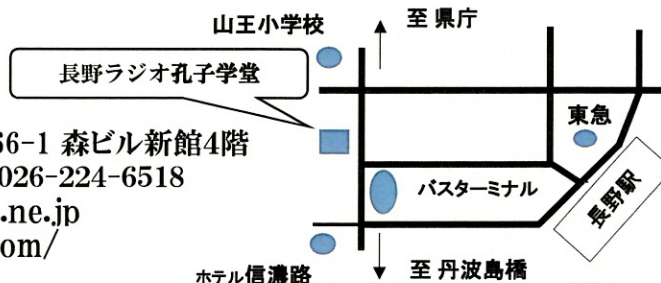 山王小学校
至 県庁
長野ラジオ孔子学堂
東急
66-1 森ビル新館4階
026-224-6518
バスターミナル
.ne.jp
長野駅
om/
ホテル信濃路
至 丹波島橋